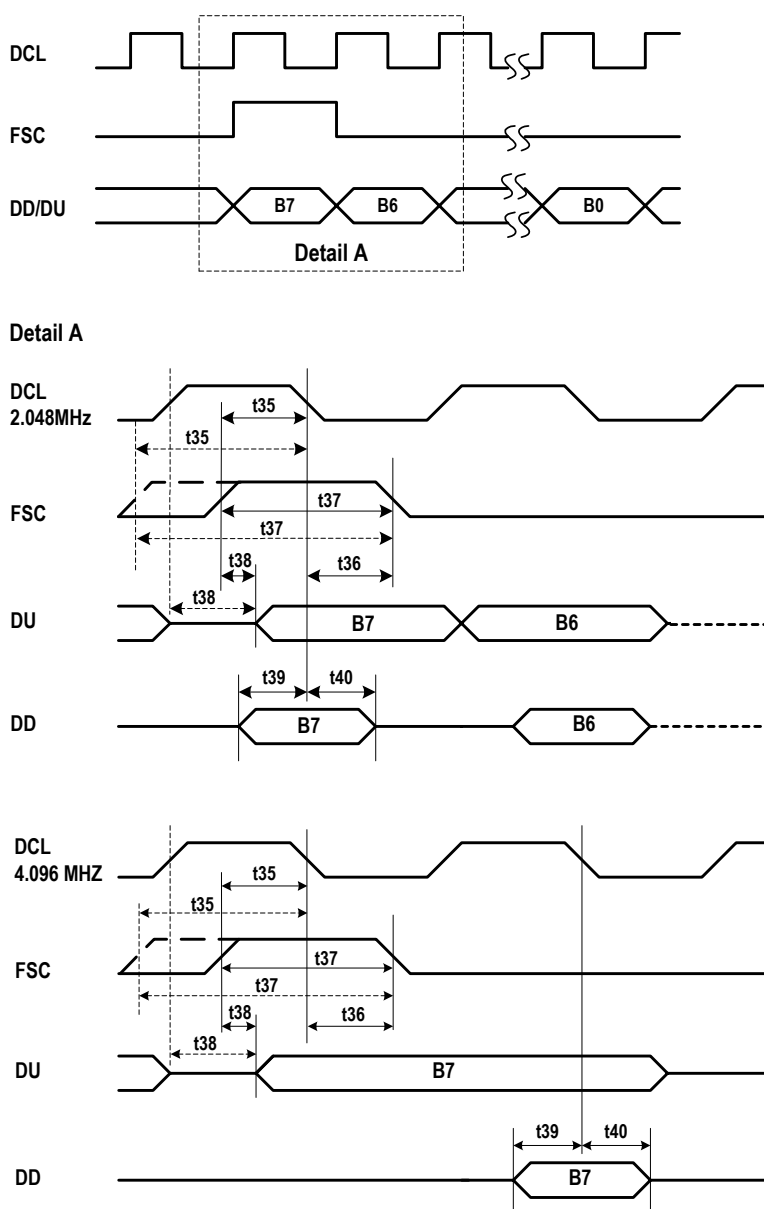 DCL
FSC
DD/DU
B7
B6
B0
Detail A
Detail A
DCL
2.048MHz
t35
t35
FSC
t37
t37
t38
t36
t38
DU
B7
B6
t39
t40
DD
B7
B6
DCL
4.096 MHZ
t35
t35
FSC
t37
t37
t38
t36
t38
DU
B7
t39
t40
DD
B7